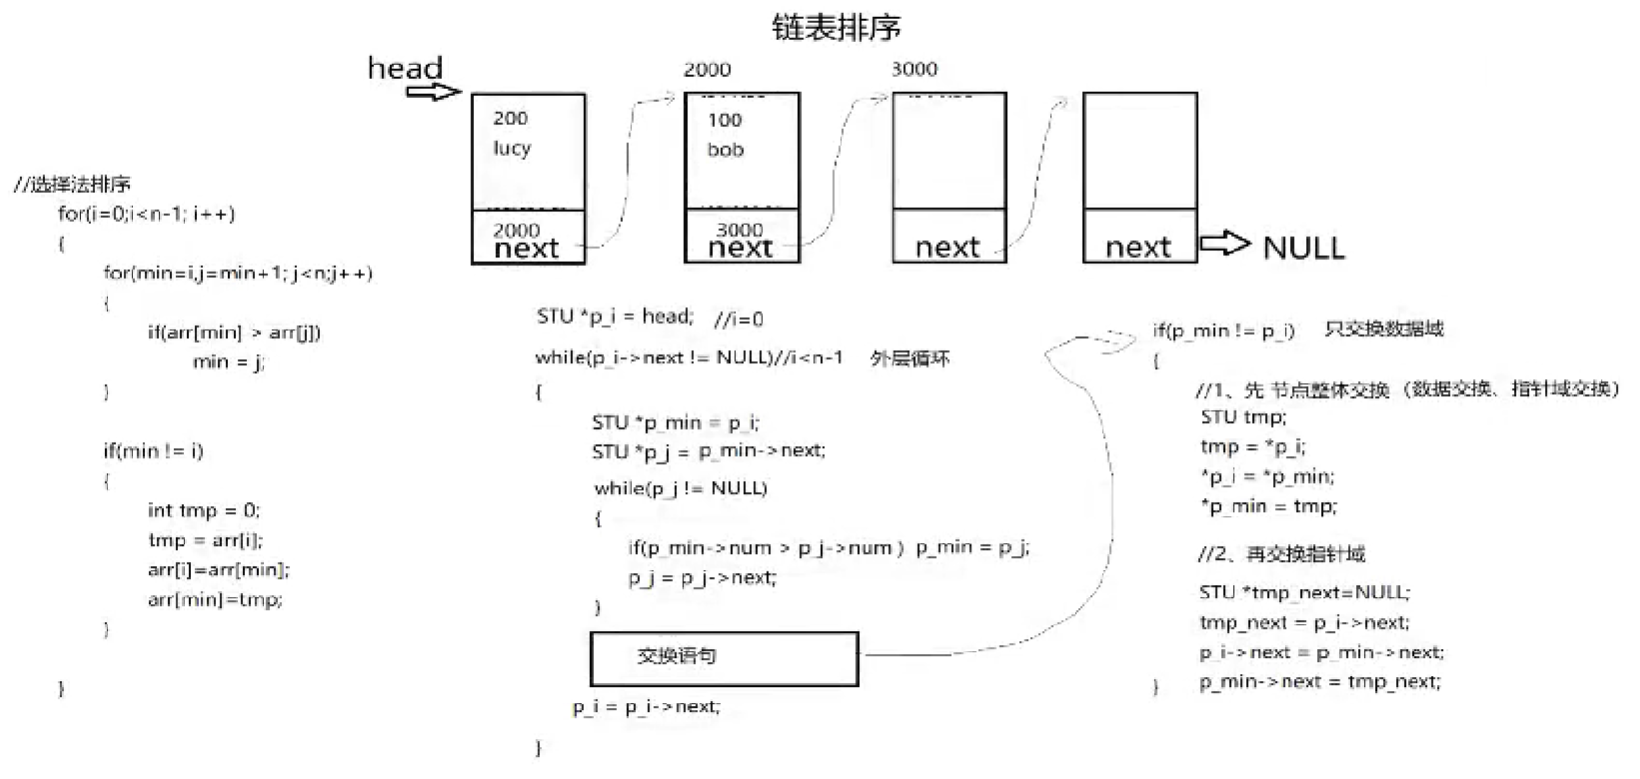 链表排序
head
2000
3000
200
lucy
2000
next
100
bob
3000
next
next
next
NULL
//选择法排序
for(i=0;i<n-1; i++)
{
for(min=i,j=min+1; j<n;j++)
{
if(arr[min] > arr[j])
min = j;
}
if(min != i)
{
int tmp = 0;
tmp = arr[i];
arr[i]=arr[min];
arr[min]=tmp;
}
}
STU *p_i = head; //i=0
while(p_i->next != NULL)//i<n-1 外层循环
{
STU *p_min = p_i;
STU *p_j = p_min->next;
while(p_j != NULL)
{
if(p_min->num > p_j->num ) p_min = p_j;
p_j = p_j->next;
}
交换语句
p_i = p_i->next;
}
if(p_min != p_i) 只交换数据域
{
//1、先 节点整体交换（数据交换、指针域交换）
STU tmp;
tmp = *p_i;
*p_i = *p_min;
*p_min = tmp;
//2、再交换指针域
STU *tmp_next=NULL;
tmp_next = p_i->next;
p_i->next = p_min->next;
p_min->next = tmp_next;
}